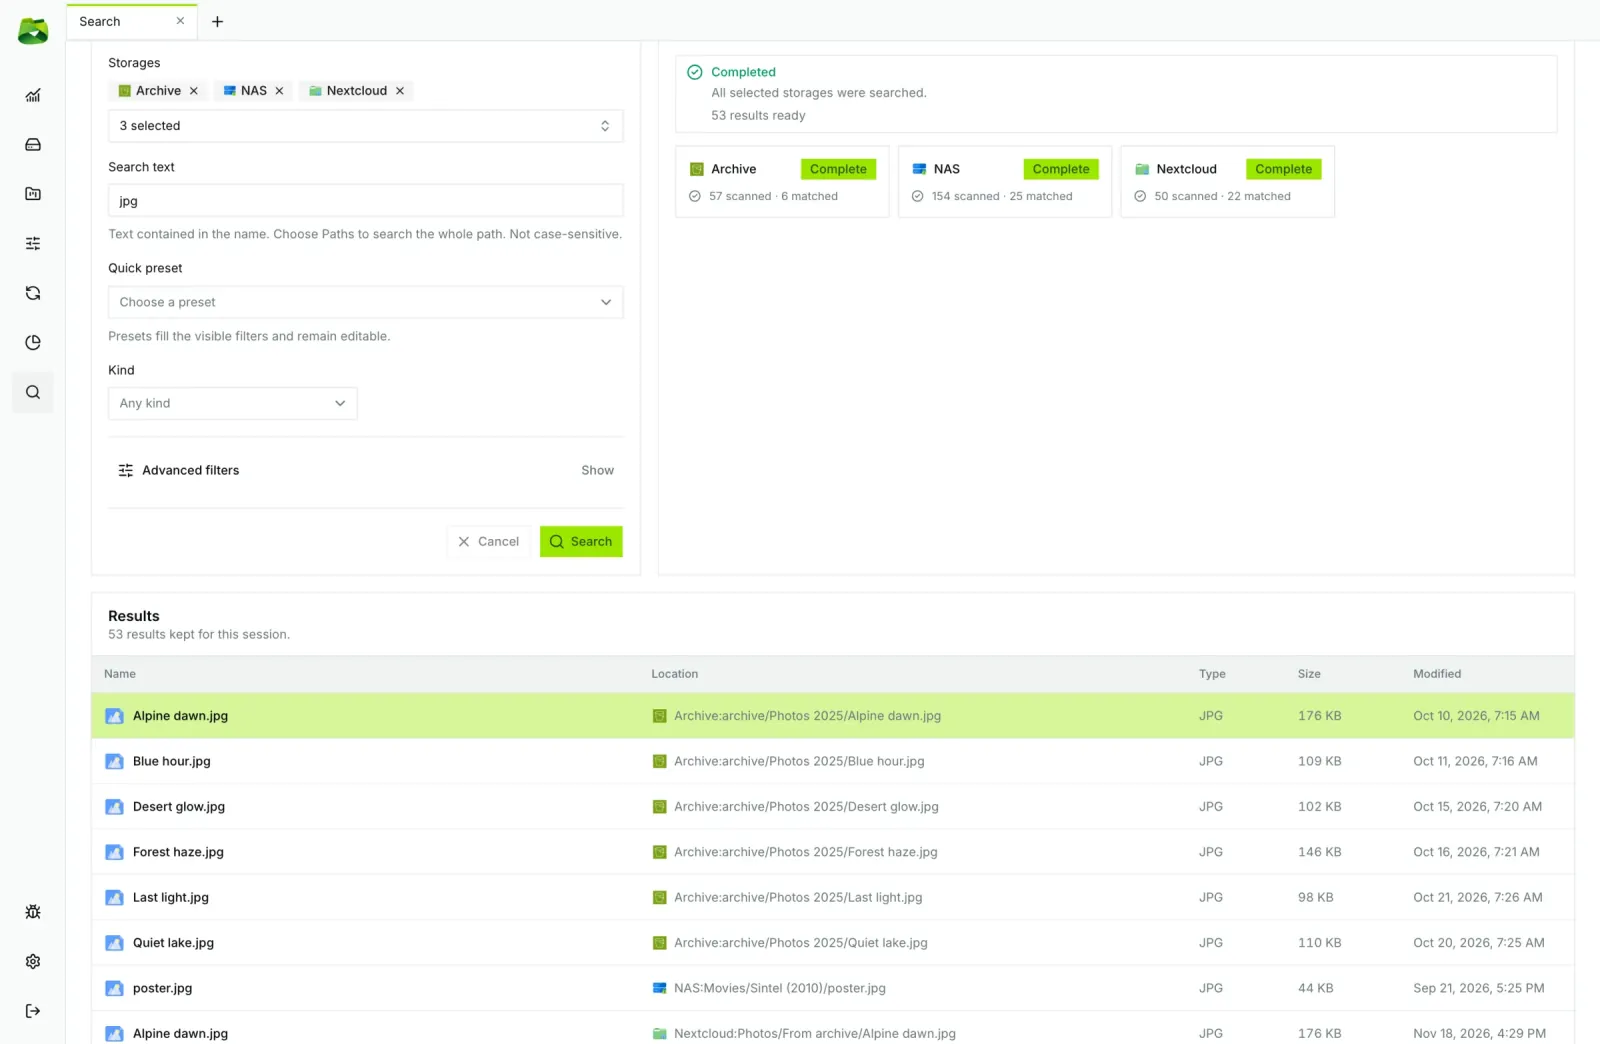 Search
Storages
Archive
NAS
Nextcloud
3 selected
Search text
jpg
Text contained in the name. Choose Paths to search the whole path. Not case-sensitive.
Quick preset
Choose a preset
Presets fill the visible filters and remain editable.
Kind
Any kind
Advanced filters
Show
Cancel
Search
Completed
All selected storages were searched.
53 results ready
Archive Complete
57 scanned · 6 matched
NAS Complete
154 scanned · 25 matched
Nextcloud Complete
50 scanned · 22 matched
Results
53 results kept for this session.
Name Location Type Size Modified
Alpine dawn.jpg Archive:archive/Photos 2025/Alpine dawn.jpg JPG 176 KB Oct 10, 2026, 7:15 AM
Blue hour.jpg Archive:archive/Photos 2025/Blue hour.jpg JPG 109 KB Oct 11, 2026, 7:16 AM
Desert glow.jpg Archive:archive/Photos 2025/Desert glow.jpg JPG 102 KB Oct 15, 2026, 7:20 AM
Forest haze.jpg Archive:archive/Photos 2025/Forest haze.jpg JPG 146 KB Oct 16, 2026, 7:21 AM
Last light.jpg Archive:archive/Photos 2025/Last light.jpg JPG 98 KB Oct 21, 2026, 7:26 AM
Quiet lake.jpg Archive:archive/Photos 2025/Quiet lake.jpg JPG 110 KB Oct 20, 2026, 7:25 AM
poster.jpg NAS:Movies/Sintel (2010)/poster.jpg JPG 44 KB Sep 21, 2026, 5:25 PM
Alpine dawn.jpg Nextcloud:Photos/From archive/Alpine dawn.jpg JPG 176 KB Nov 18, 2026, 4:29 PM